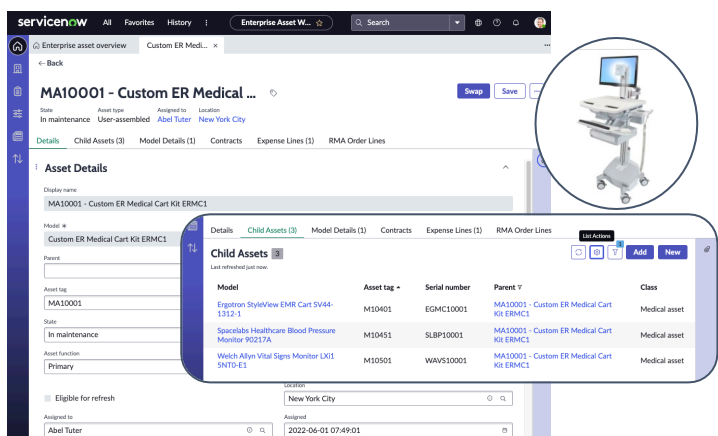 servicenow All Favorites History Enterprise Asset W... Search
Enterprise asset overview Custom ER Medi... ×
← Back
MA10001 - Custom ER Medical ... Swap Save
State Asset type Assigned to Location
In maintenance User-assembled Abel Tuter New York City
Details Child Assets (3) Model Details (1) Contracts Expense Lines (1) RMA Order Lines
Asset Details
Display name
MA10001 - Custom ER Medical Cart Kit ERMC1
Model *
Custom ER Medical Cart Kit ERMC1
Parent
Asset tag
MA10001
State
In maintenance
Asset function
Primary
Eligible for refresh
Assigned to
Abel Tuter
Location
New York City
Assigned
2022-06-01 07:49:01
Details Child Assets (3) Model Details (1) Contracts Expense Lines (1) RMA Order Lines
List Actions
Child Assets 3 1 Add New
Last refreshed just now.
Model Asset tag Serial number Parent Class
Ergotron StyleView EMR Cart SV44- M10401 EGMC10001 MA10001 - Custom ER Medical Cart Medical asset
1312-1 Kit ERMC1
Spacelabs Healthcare Blood Pressure M10451 SLBP10001 MA10001 - Custom ER Medical Cart Medical asset
Monitor 90217A Kit ERMC1
Welch Allyn Vital Signs Monitor LXi1 M10501 WAVS10001 MA10001 - Custom ER Medical Cart Medical asset
5NT0-E1 Kit ERMC1